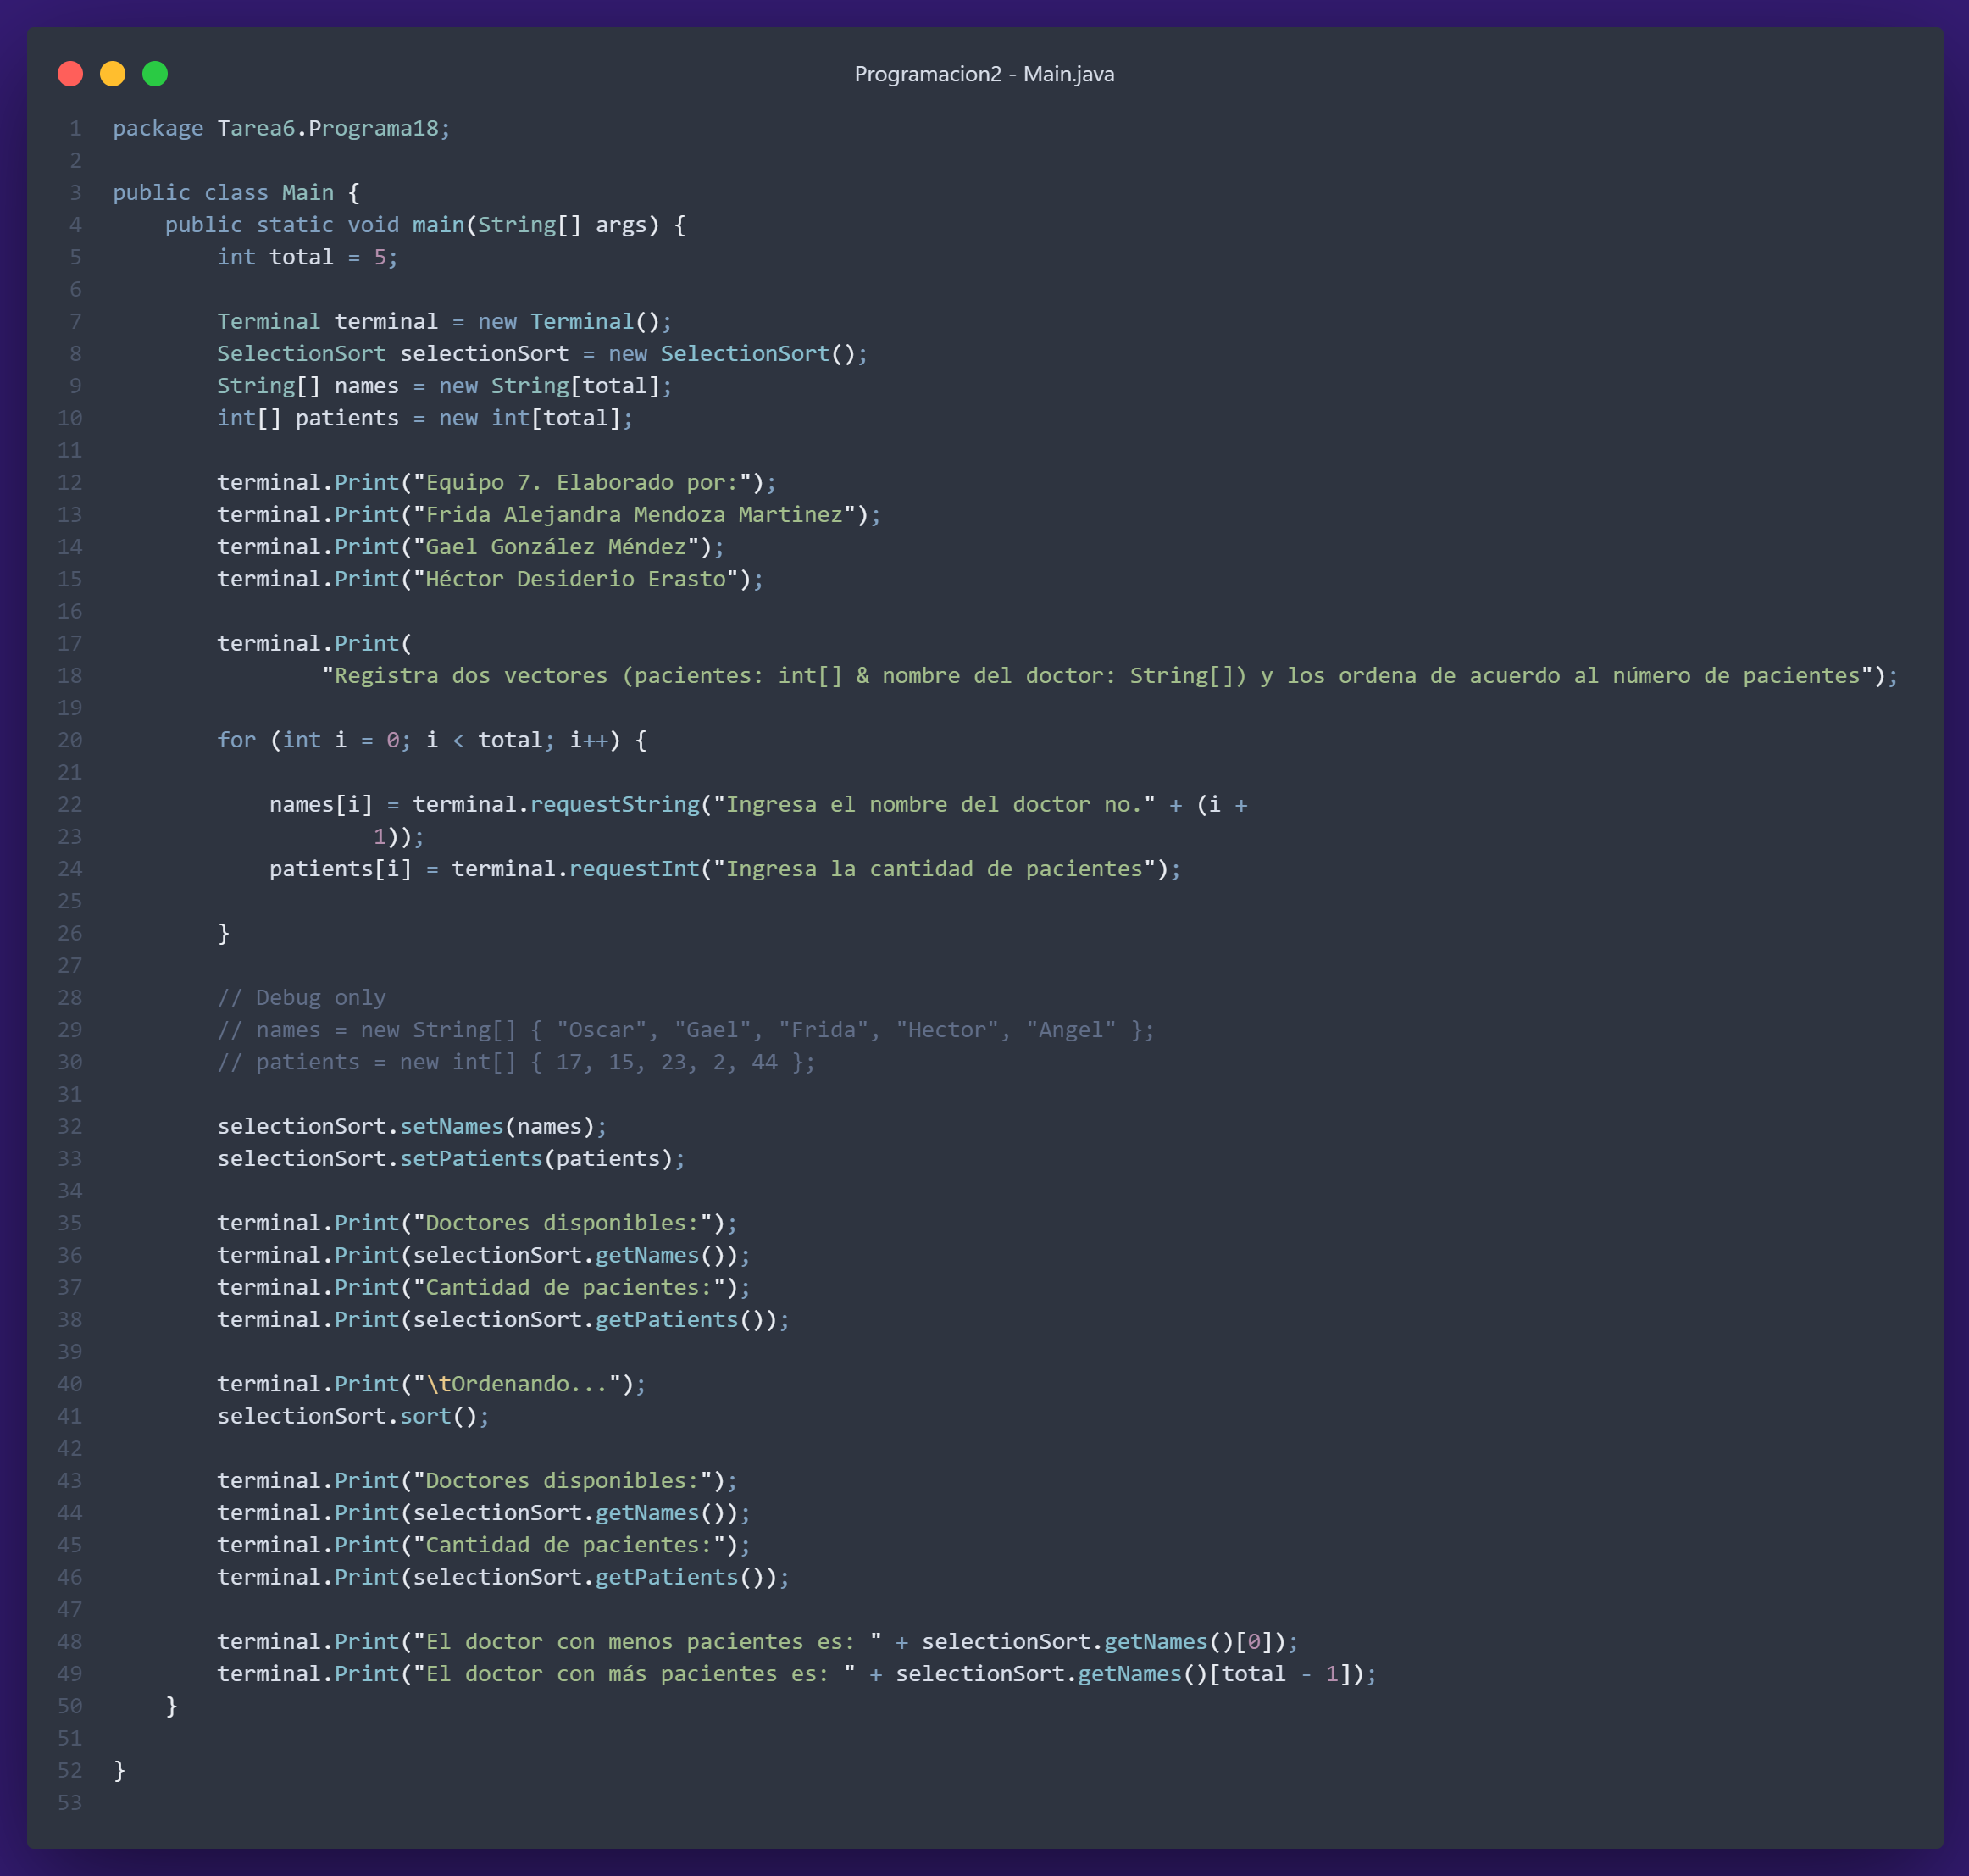 Programacion2 - Main.java
1 package Tarea6.Programa18;
2
3 public class Main {
4     public static void main(String[] args) {
5         int total = 5;
6
7         Terminal terminal = new Terminal();
8         SelectionSort selectionSort = new SelectionSort();
9         String[] names = new String[total];
10         int[] patients = new int[total];
11
12         terminal.Print("Equipo 7. Elaborado por:");
13         terminal.Print("Frida Alejandra Mendoza Martinez");
14         terminal.Print("Gael González Méndez");
15         terminal.Print("Héctor Desiderio Erasto");
16
17         terminal.Print(
18                 "Registra dos vectores (pacientes: int[] & nombre del doctor: String[]) y los ordena de acuerdo al número de pacientes");
19
20         for (int i = 0; i < total; i++) {
21
22             names[i] = terminal.requestString("Ingresa el nombre del doctor no." + (i +
23                     1));
24             patients[i] = terminal.requestInt("Ingresa la cantidad de pacientes");
25
26         }
27
28         // Debug only
29         // names = new String[] { "Oscar", "Gael", "Frida", "Hector", "Angel" };
30         // patients = new int[] { 17, 15, 23, 2, 44 };
31
32         selectionSort.setNames(names);
33         selectionSort.setPatients(patients);
34
35         terminal.Print("Doctores disponibles:");
36         terminal.Print(selectionSort.getNames());
37         terminal.Print("Cantidad de pacientes:");
38         terminal.Print(selectionSort.getPatients());
39
40         terminal.Print("\tOrdenando...");
41         selectionSort.sort();
42
43         terminal.Print("Doctores disponibles:");
44         terminal.Print(selectionSort.getNames());
45         terminal.Print("Cantidad de pacientes:");
46         terminal.Print(selectionSort.getPatients());
47
48         terminal.Print("El doctor con menos pacientes es: " + selectionSort.getNames()[0]);
49         terminal.Print("El doctor con más pacientes es: " + selectionSort.getNames()[total - 1]);
50     }
51
52 }
53